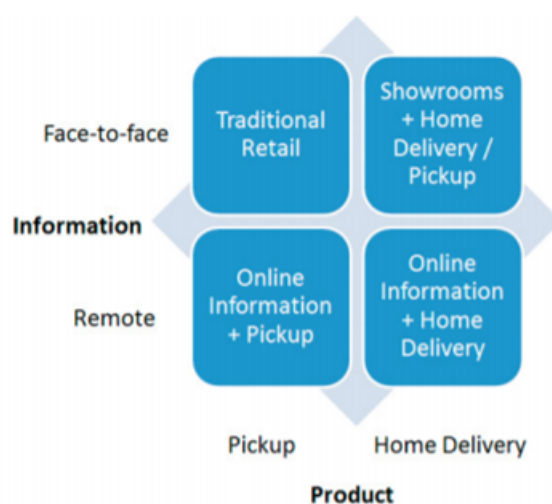 Face-to-face
Traditional
Retail
Showrooms
+ Home
Delivery /
Pickup
Information
Remote
Online
Information
+ Pickup
Online
Information
+ Home
Delivery
Pickup
Home Delivery
Product